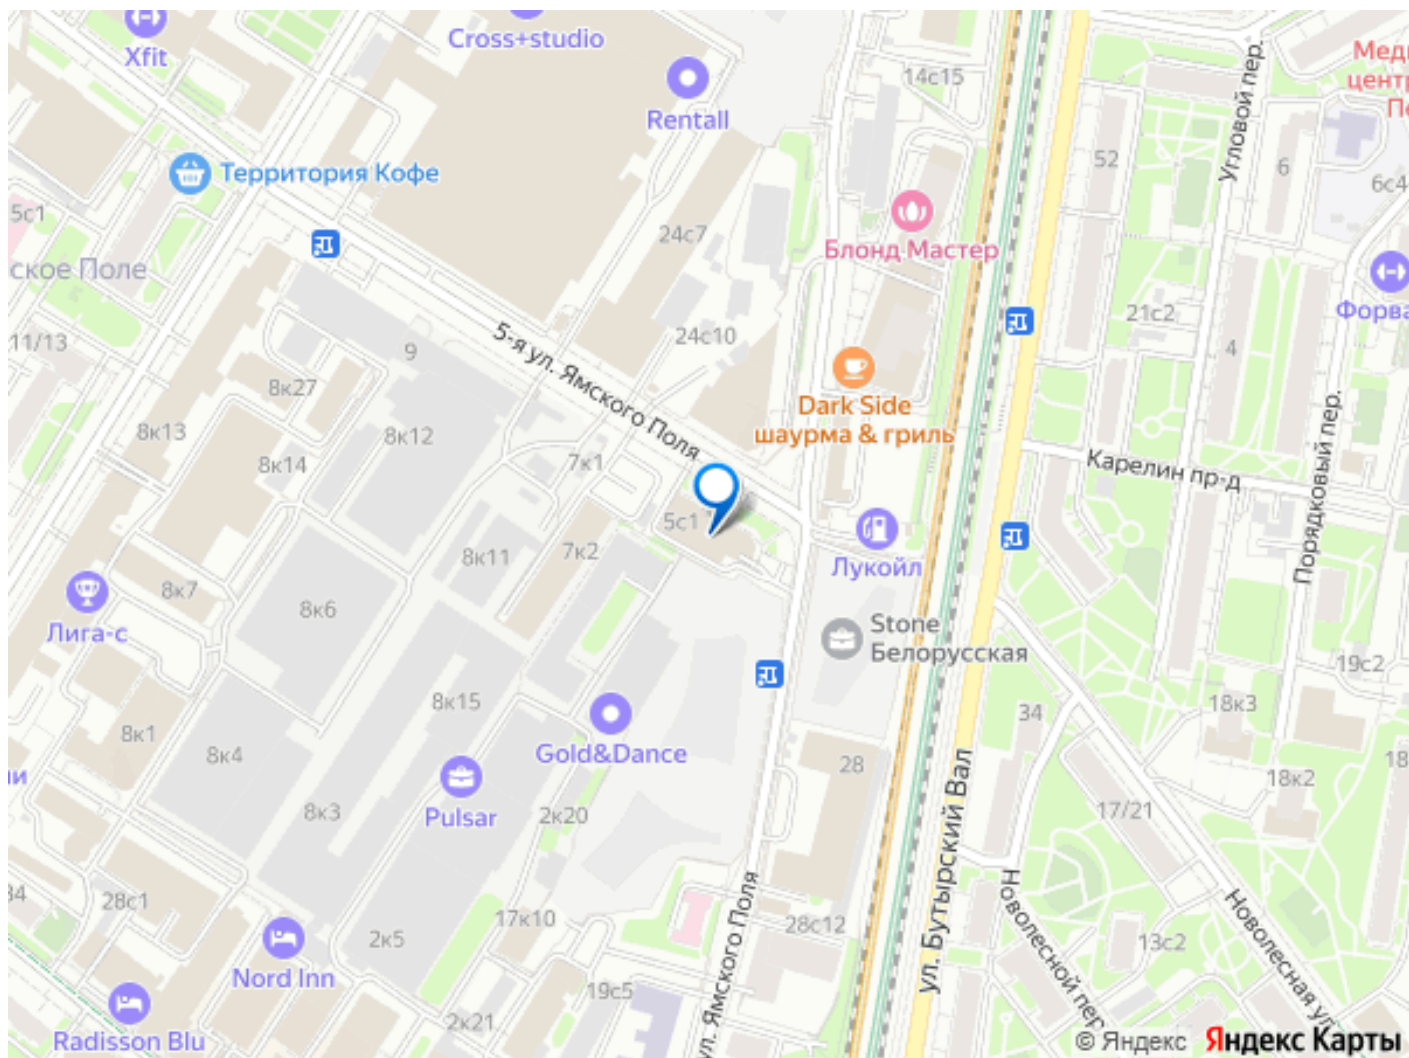 Xfit
Cross+studio
Rentall
14с15
Угловой пер.
52
6
6с4
Территория Кофе
5с1
ское Поле
24с7
Блонд Мастер
21с2
Форва
11/13
9
5-я ул. Ямского Поля
24с10
4
8к27
Dark Side
шаурма & гриль
8к13
8к12
8к14
7к1
Карелин пр-д
Порядковый пер.
5с1
8к11
7к2
Лукойл
8к7
8к6
Лига-с
Stone
Белорусская
19с2
8к15
18к3
34
8к1
8к4
Gold&Dance
28
18к2
18
8к3
Pulsar
2к20
17/21
ул. Бутырский Вал
34
28с1
17к10
2к5
28с12
13с2
Новолесной пер.
Новолесная ул.
Nord Inn
19с5
ул. Ямского Поля
2к21
Radisson Blu
© Яндекс Яндекс Карты